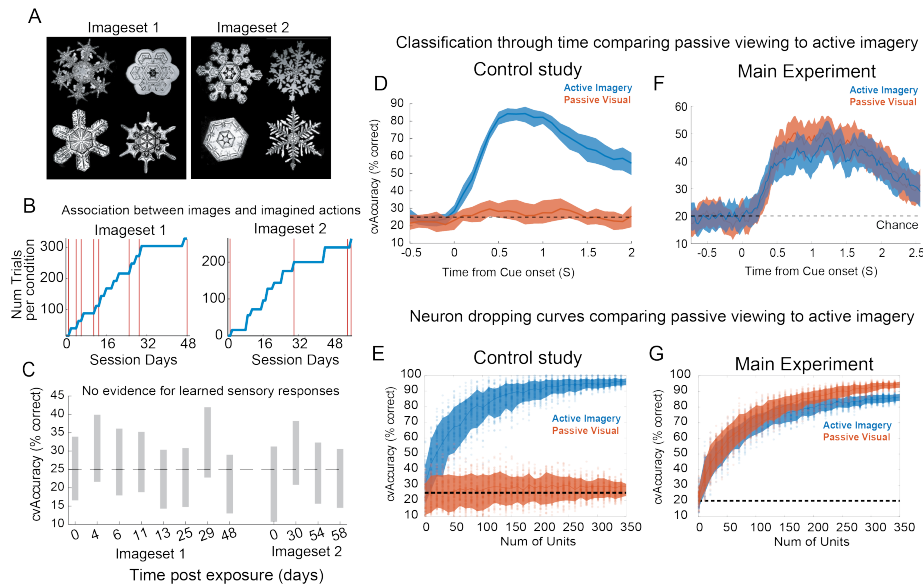 A
Imageset 1
Imageset 2
B
Association between images and imagined actions
Imageset 1
Imageset 2
Num Trials
per condition
300
200
100
0
16
32
48
200
100
0
0
16
32
48
Session Days
Session Days
C
No evidence for learned sensory responses
cvAccuracy (% correct)
45
40
35
30
25
20
15
10
0
4
6
11
13
25
29
48
0
30
54
58
Imageset 1
Imageset 2
Time post exposure (days)
Classification through time comparing passive viewing to active imagery
D
Control study
Active Imagery
Passive Visual
cvAccuracy (% correct)
90
80
70
60
50
40
30
20
10
-0.5
0
0.5
1
1.5
2
Time from Cue onset (S)
F
Main Experiment
Active Imagery
Passive Visual
60
50
40
30
20
10
Chance
-0.5
0
0.5
1
1.5
2
2.5
Time from Cue onset (S)
Neuron dropping curves comparing passive viewing to active imagery
E
Control study
Active Imagery
Passive Visual
cvAccuracy (% correct)
100
90
80
70
60
50
40
30
20
10
0
50
100
150
200
250
300
350
Num of Units
G
Main Experiment
Active Imagery
Passive Visual
cvAccuracy (% correct)
100
90
80
70
60
50
40
30
20
10
0
50
100
150
200
250
300
350
Num of Units